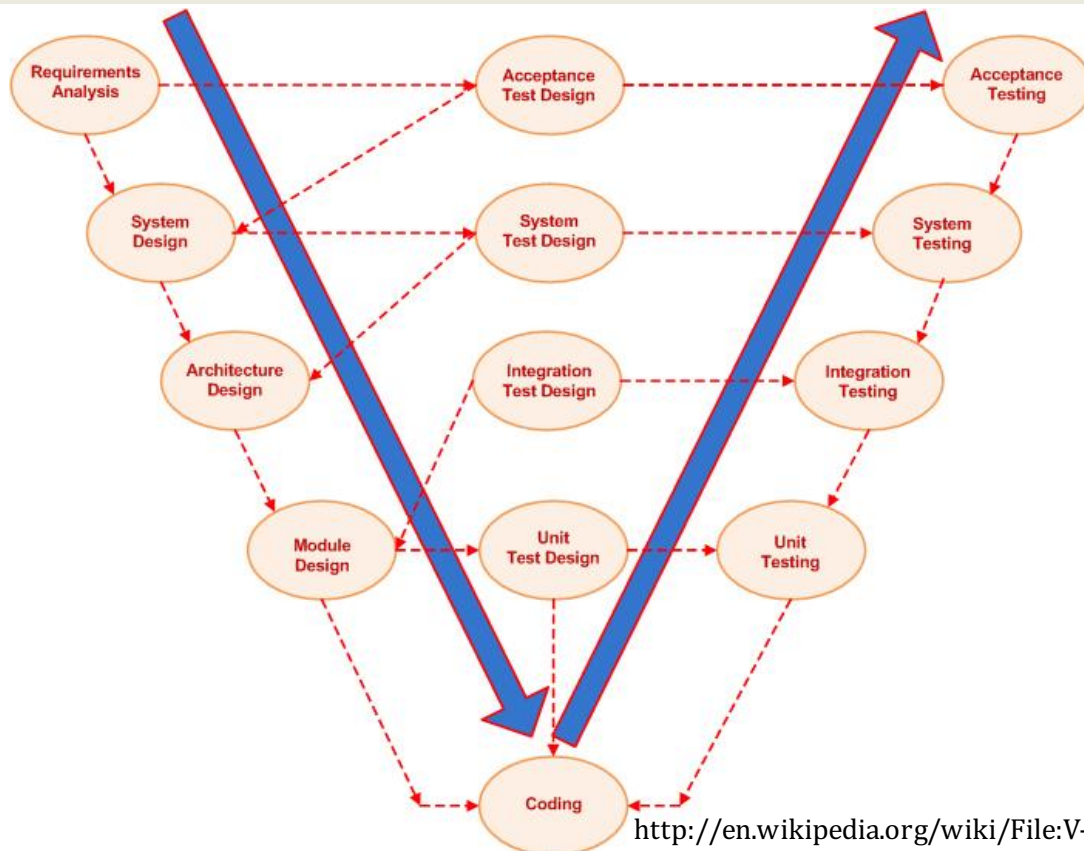 Requirements
Analysis
Acceptance
Test Design
Acceptance
Testing
System
Design
System
Test Design
System
Testing
Architecture
Design
Integration
Test Design
Integration
Testing
Module
Design
Unit
Test Design
Unit
Testing
Coding
http://en.wikipedia.org/wiki/File:V-